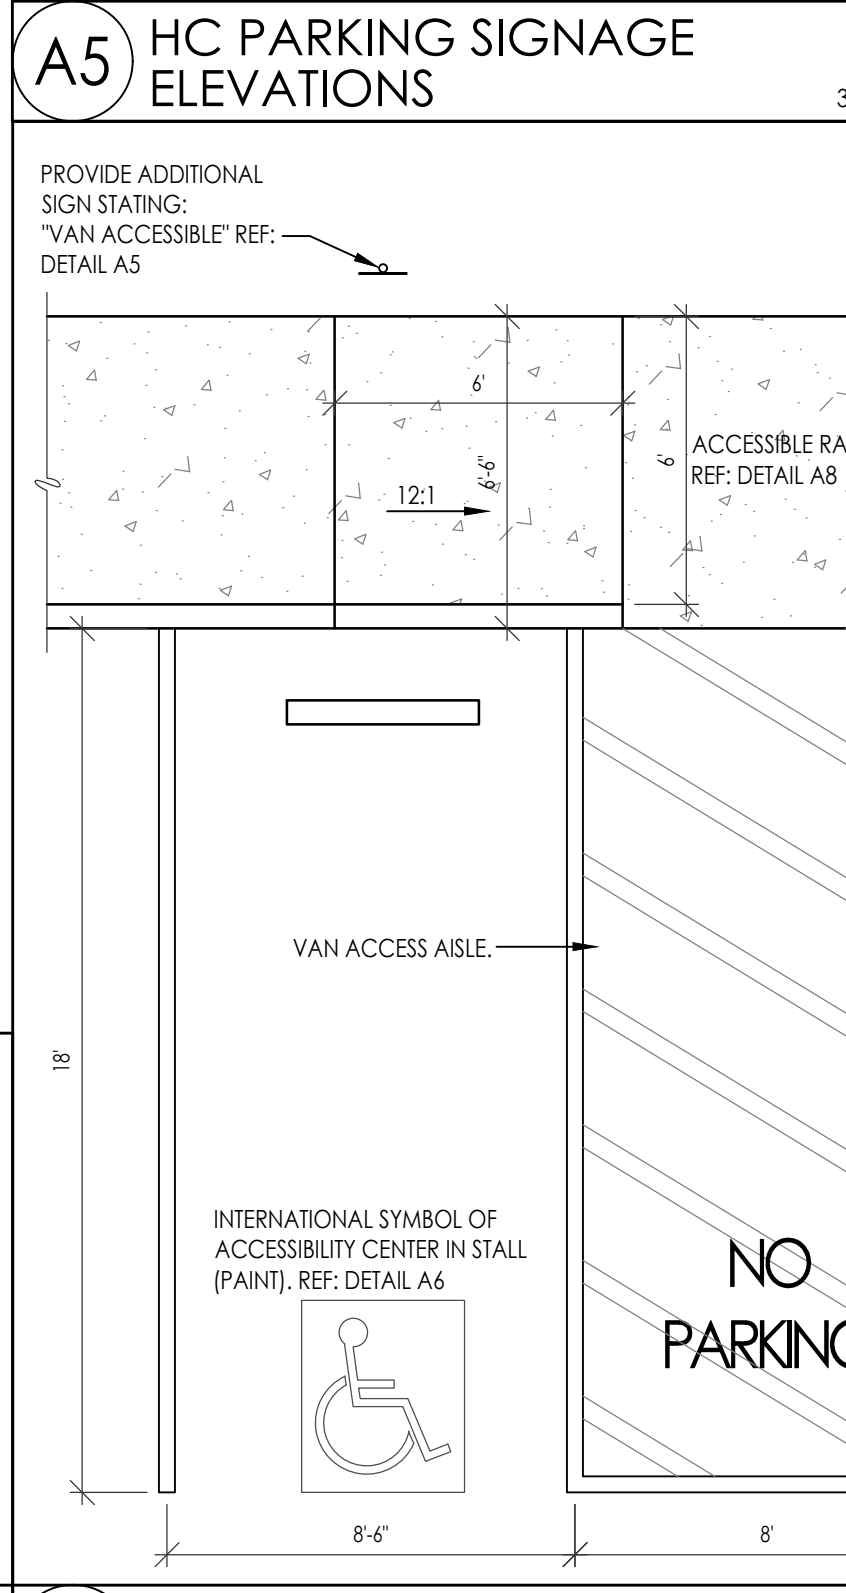 A5
HC PARKING SIGNAGE
ELEVATIONS
3
PROVIDE ADDITIONAL
SIGN STATING:
"VAN ACCESSIBLE" REF:
DETAIL A5
6'
6'-6"
6'
12:1
ACCESSIBLE RA
REF: DETAIL A8
VAN ACCESS AISLE.
18'
INTERNATIONAL SYMBOL OF
ACCESSIBILITY CENTER IN STALL
(PAINT). REF: DETAIL A6
NO
PARKING
8'-6"
8'